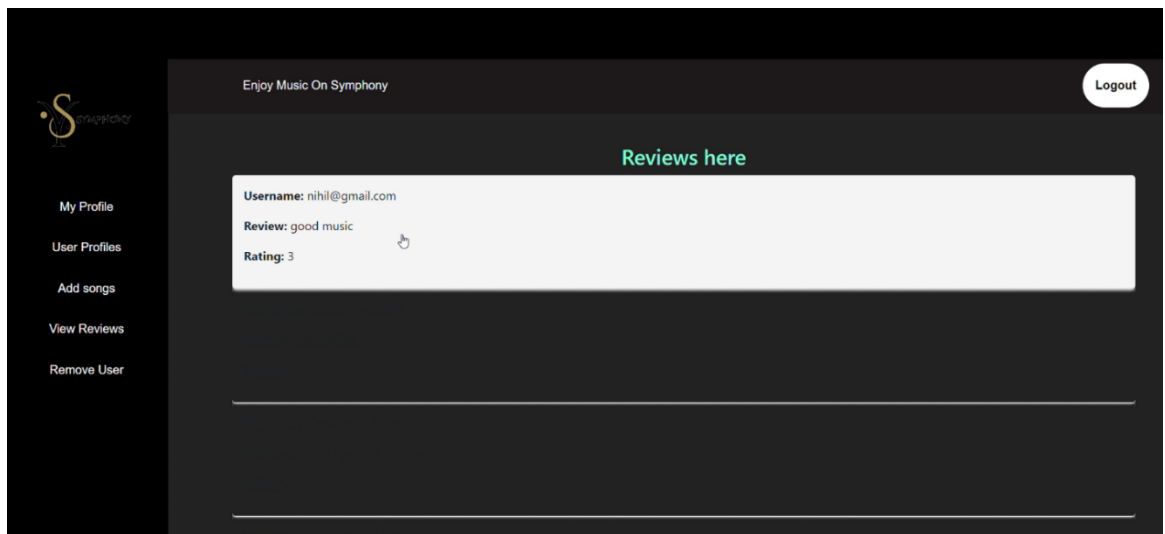 Enjoy Music On Symphony
Logout
SYMPHONY
Reviews here
My Profile
User Profiles
Add songs
View Reviews
Remove User
Username: nihil@gmail.com
Review: good music
Rating: 3